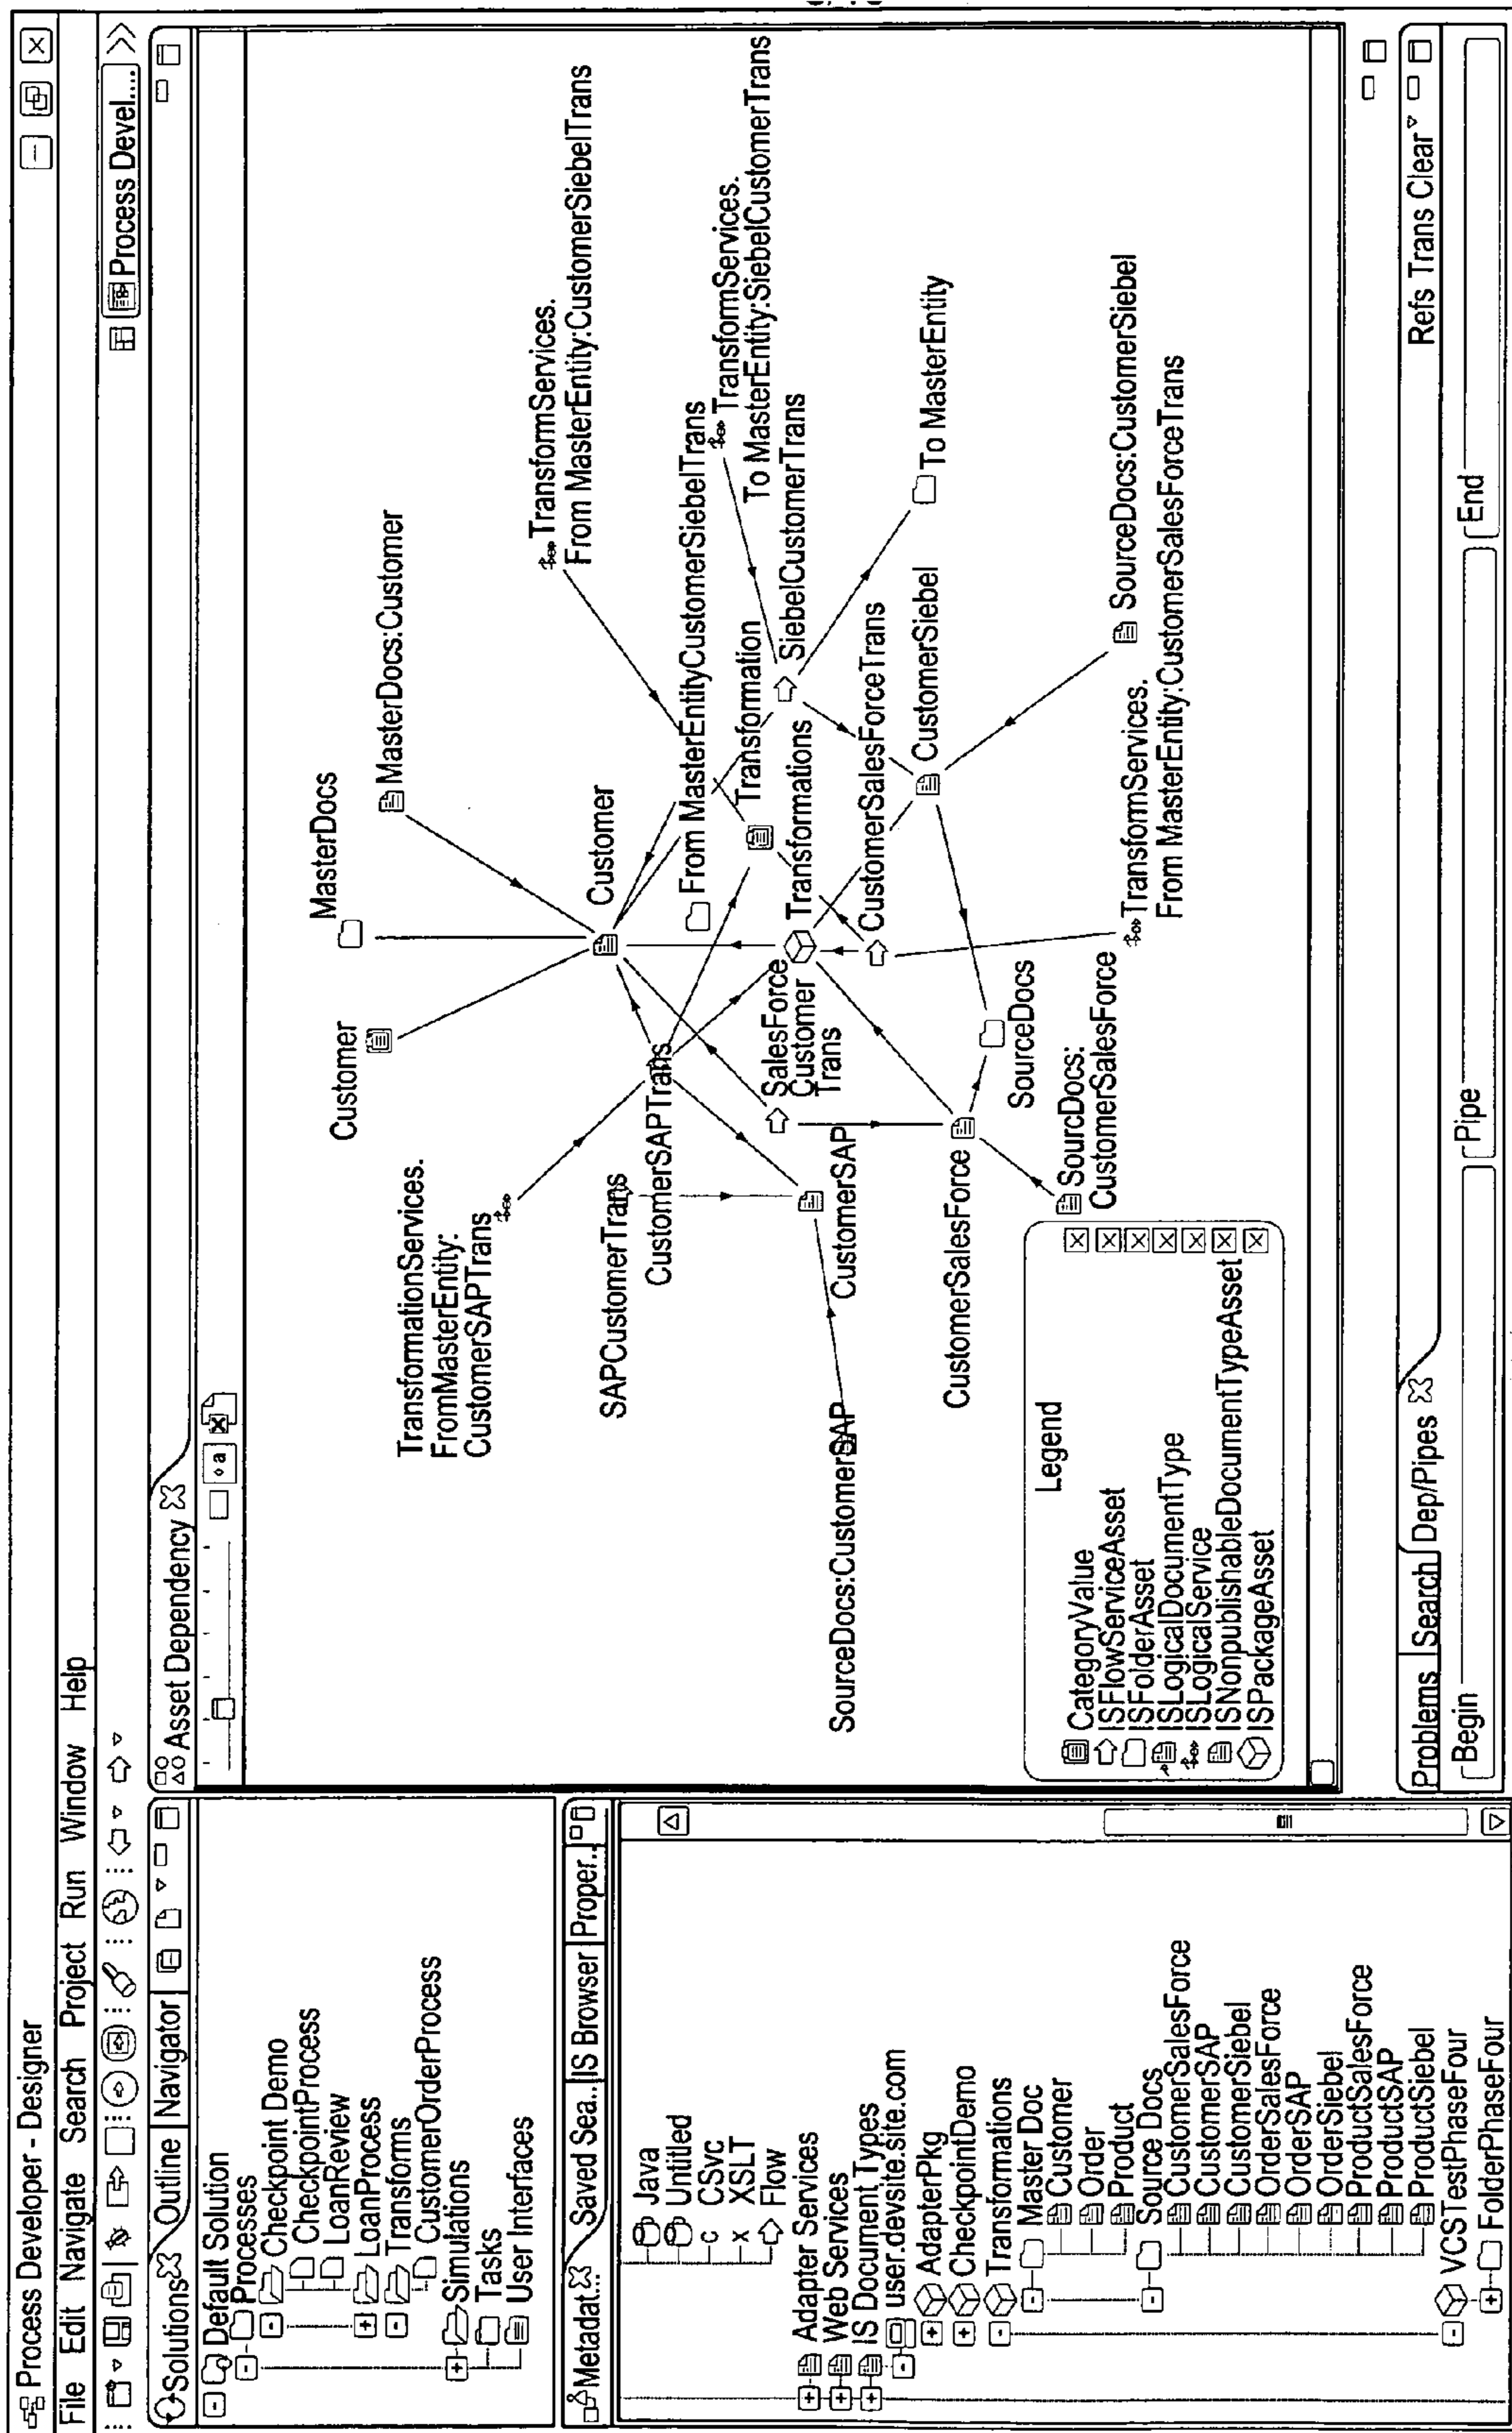 Process Developer - Designer
File Edit Navigate Search Project Run Window Help
Process Devel....
Solutions Outline Navigator
Default Solution
Processes
Checkpoint Demo
CheckpointProcess
LoanReview
LoanProcess
Transforms
CustomerOrderProcess
Simulations
Tasks
User Interfaces
Metadat... Saved Sea.. IS Browser Proper..
Java
Untitled
C CSvc
X XSLT
Flow
Adapter Services
Web Services
IS Document Types
user.devsite.site.com
AdapterPkg
CheckpointDemo
Transformations
Master Doc
Customer
Order
Product
Source Docs
CustomerSalesForce
CustomerSAP
CustomerSiebel
OrderSalesForce
OrderSAP
OrderSiebel
ProductSalesForce
ProductSAP
ProductSiebel
VCSTestPhaseFour
FolderPhaseFour
Asset Dependency
a
MasterDocs
Customer
MasterDocs:Customer
TransformationServices.
FromMasterEntity:
CustomerSAPTrans
TransformServices.
From MasterEntity:CustomerSiebelTrans
Customer
SAPCustomerTrans
CustomerSAPTrans
From MasterEntityCustomerSiebelTrans
TransformServices.
To MasterEntity:SiebelCustomerTrans
Transformation
SalesForce
Customer
Trans
Transformations
SiebelCustomerTrans
SourceDocs:CustomerSAP
CustomerSAP
CustomerSalesForceTrans
To MasterEntity
CustomerSiebel
CustomerSalesForce
SourceDocs
SourcDocs:
CustomerSalesForce
SourceDocs:CustomerSiebel
TransformServices.
From MasterEntity:CustomerSalesForceTrans
Legend
CategoryValue
ISFlowServiceAsset
ISFolderAsset
ISLogicalDocumentType
ISLogicalService
ISNonpublishableDocumentTypeAsset
ISPackageAsset
Problems Search Dep/Pipes Refs Trans Clear
Begin Pipe End